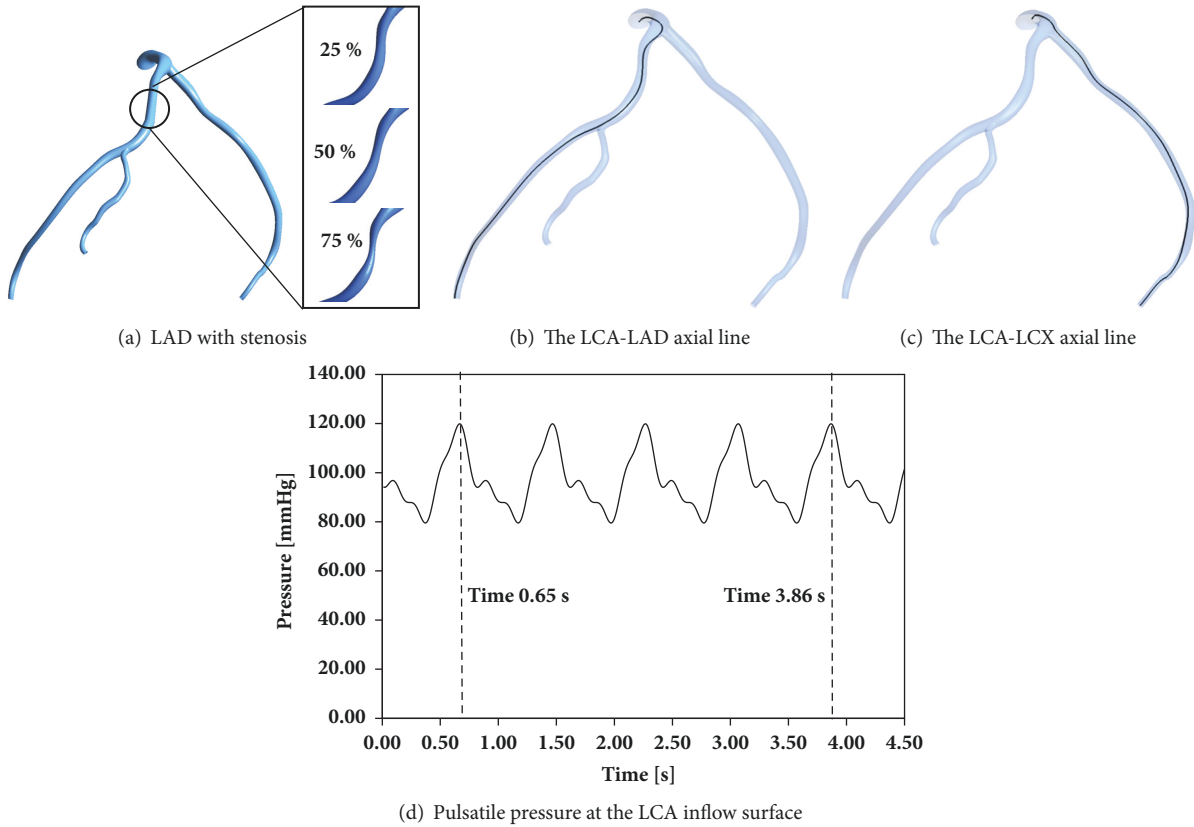 25 %
50 %
75 %
(a) LAD with stenosis
(b) The LCA-LAD axial line
(c) The LCA-LCX axial line
140.00
120.00
100.00
80.00
60.00
40.00
20.00
0.00
Pressure [mmHg]
Time 0.65 s
Time 3.86 s
0.00 0.50 1.00 1.50 2.00 2.50 3.00 3.50 4.00 4.50
Time [s]
(d) Pulsatile pressure at the LCA inflow surface